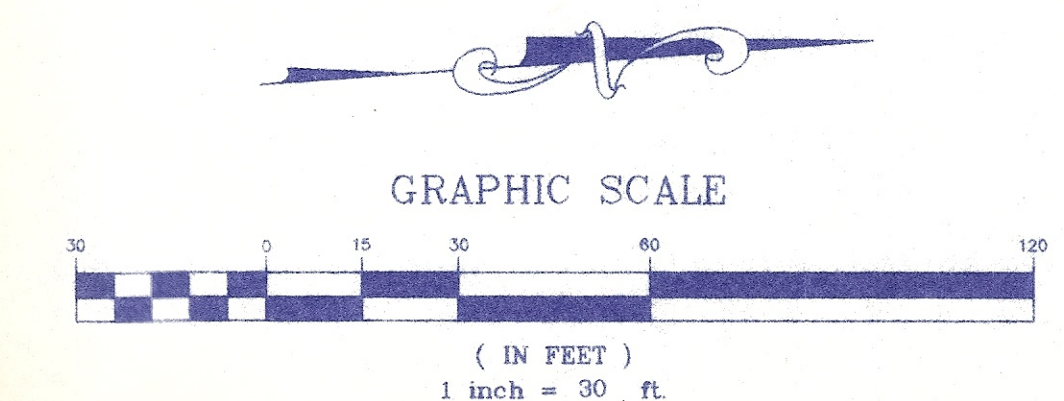 N
GRAPHIC SCALE
30 0 15 30 60 120
( IN FEET )
1 inch = 30 ft.